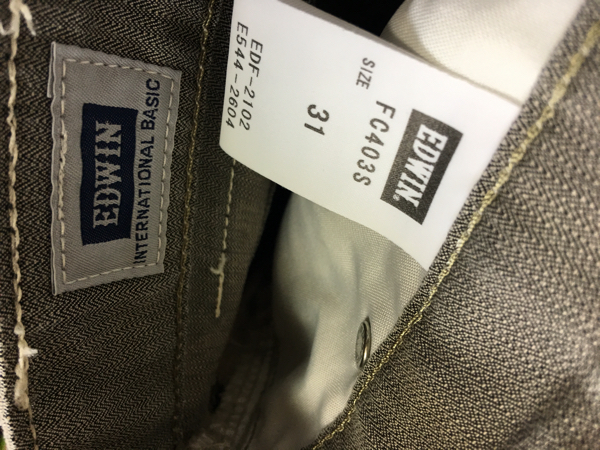 EDWIN
INTERNATIONAL BASIC
EDWIN.
FC403S
SIZE
31
EDF-2102
E544-2604